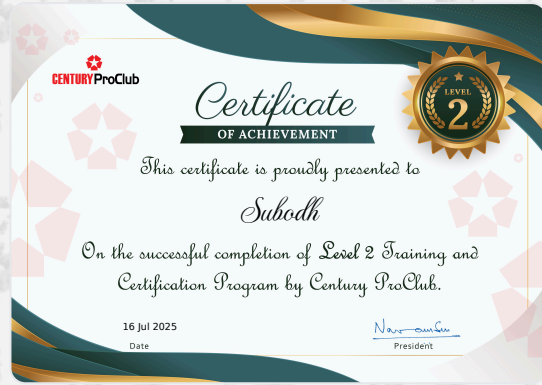 CENTURY ProClub
Certificate
OF ACHIEVEMENT
LEVEL
2
This certificate is proudly presented to
Subodh
On the successful completion of Level 2 Training and
Certification Program by Century ProClub.
16 Jul 2025
Date
President